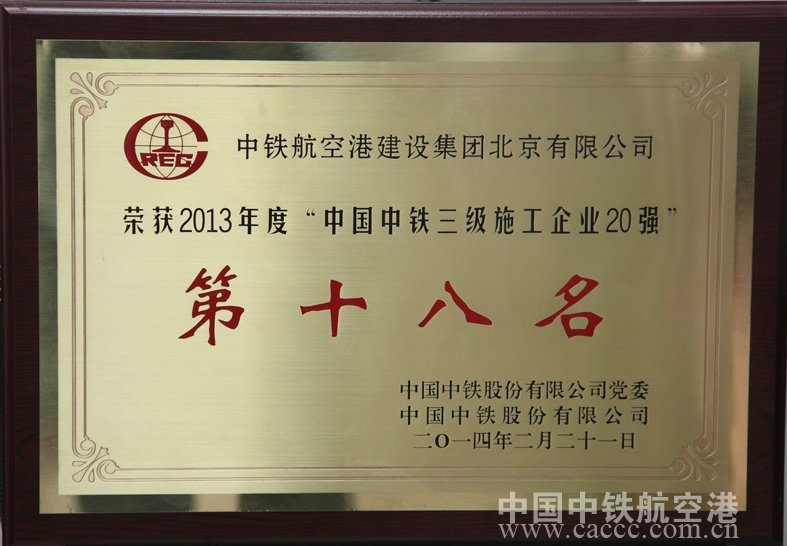 CREC
中铁航空港建设集团北京有限公司
荣获2013年度“中国中铁三级施工企业20强”
第十八名
中国中铁股份有限公司党委
中国中铁股份有限公司
二O一四年二月二十一日
中国中铁航空港
www.caccc.com.cn